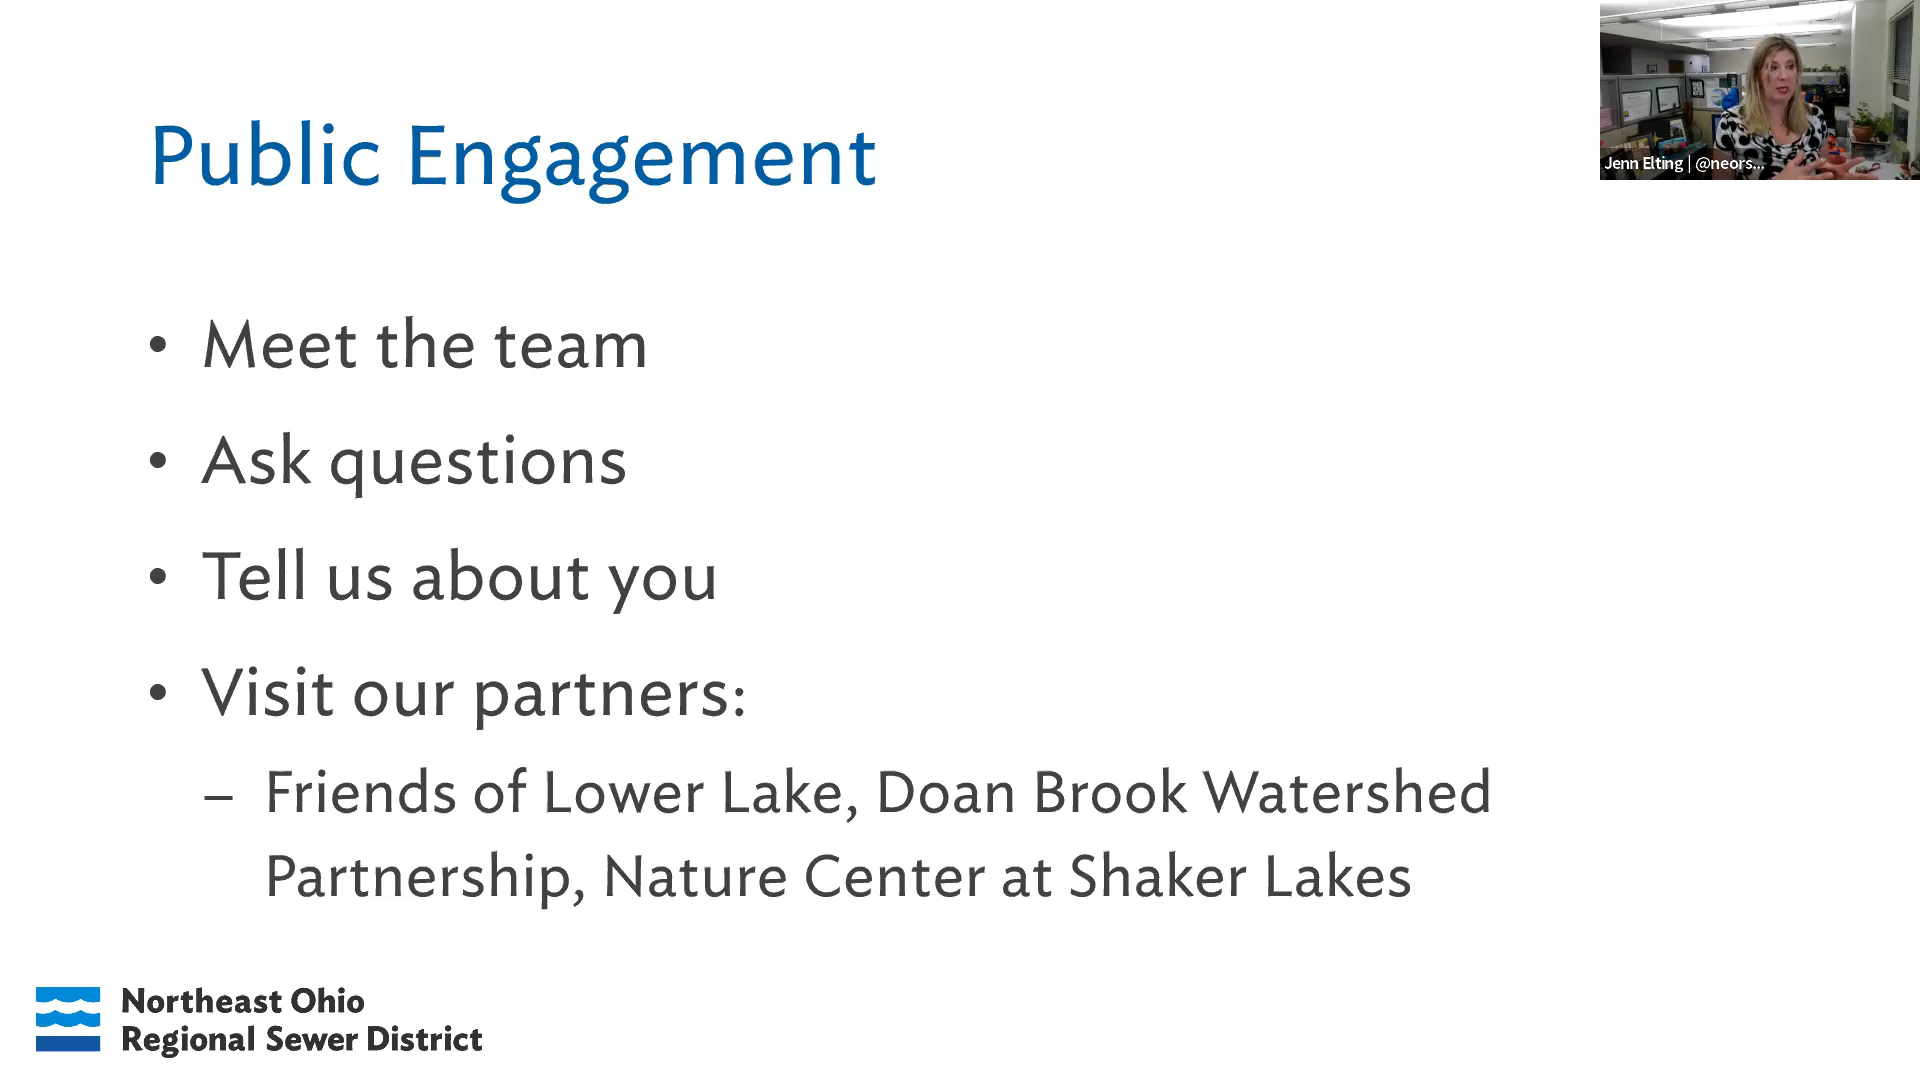 Public Engagement
Jenn Elting | @neors...
• Meet the team
• Ask questions
• Tell us about you
• Visit our partners:
– Friends of Lower Lake, Doan Brook Watershed
Partnership, Nature Center at Shaker Lakes
Northeast Ohio
Regional Sewer District